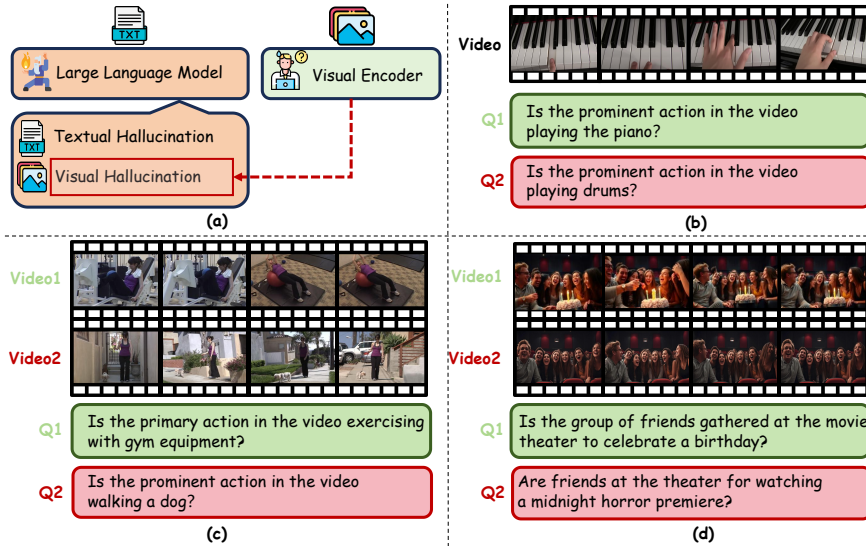 TXT
Large Language Model
Visual Encoder
?
TXT
Textual Hallucination
Visual Hallucination
(a)
Video
Q1
Is the prominent action in the video
playing the piano?
Q2
Is the prominent action in the video
playing drums?
(b)
Video1
Video2
Q1
Is the primary action in the video exercising
with gym equipment?
Q2
Is the prominent action in the video
walking a dog?
(c)
Video1
Video2
Q1
Is the group of friends gathered at the movie
theater to celebrate a birthday?
Q2
Are friends at the theater for watching
a midnight horror premiere?
(d)